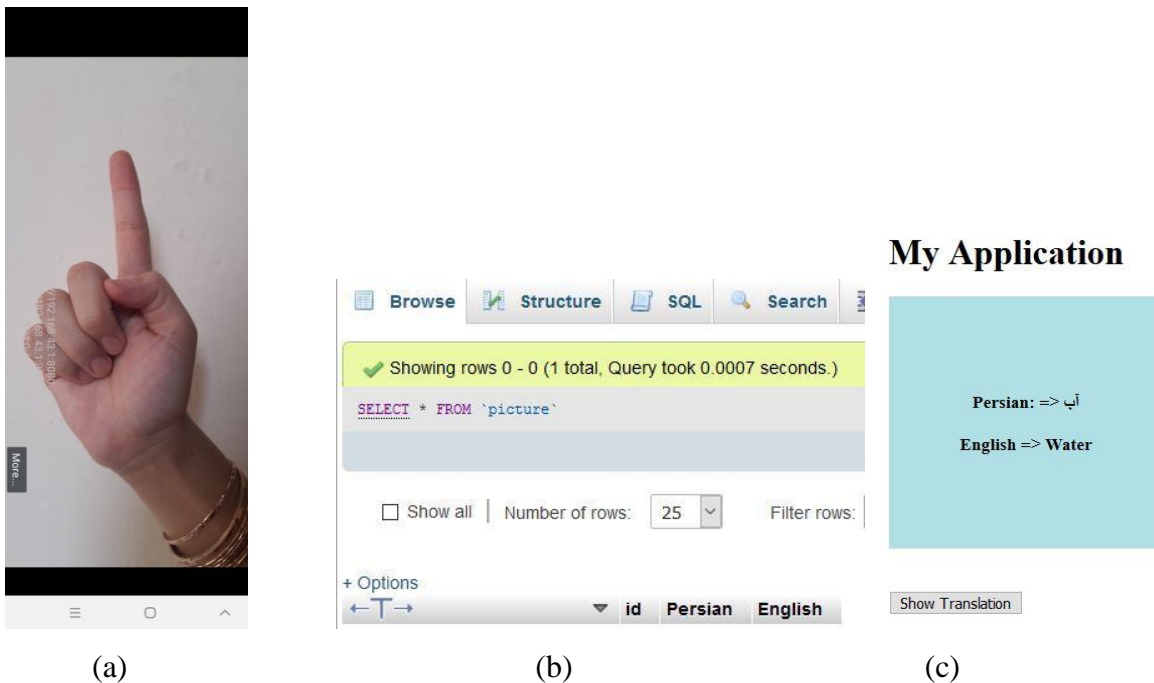 My Application
Browse Structure SQL Search
Showing rows 0 - 0 (1 total, Query took 0.0007 seconds.)
SELECT * FROM `picture`
Persian: => آب
English => Water
More...
Show all Number of rows: 25 Filter rows:
+ Options
id Persian English
Show Translation
(a) (b) (c)